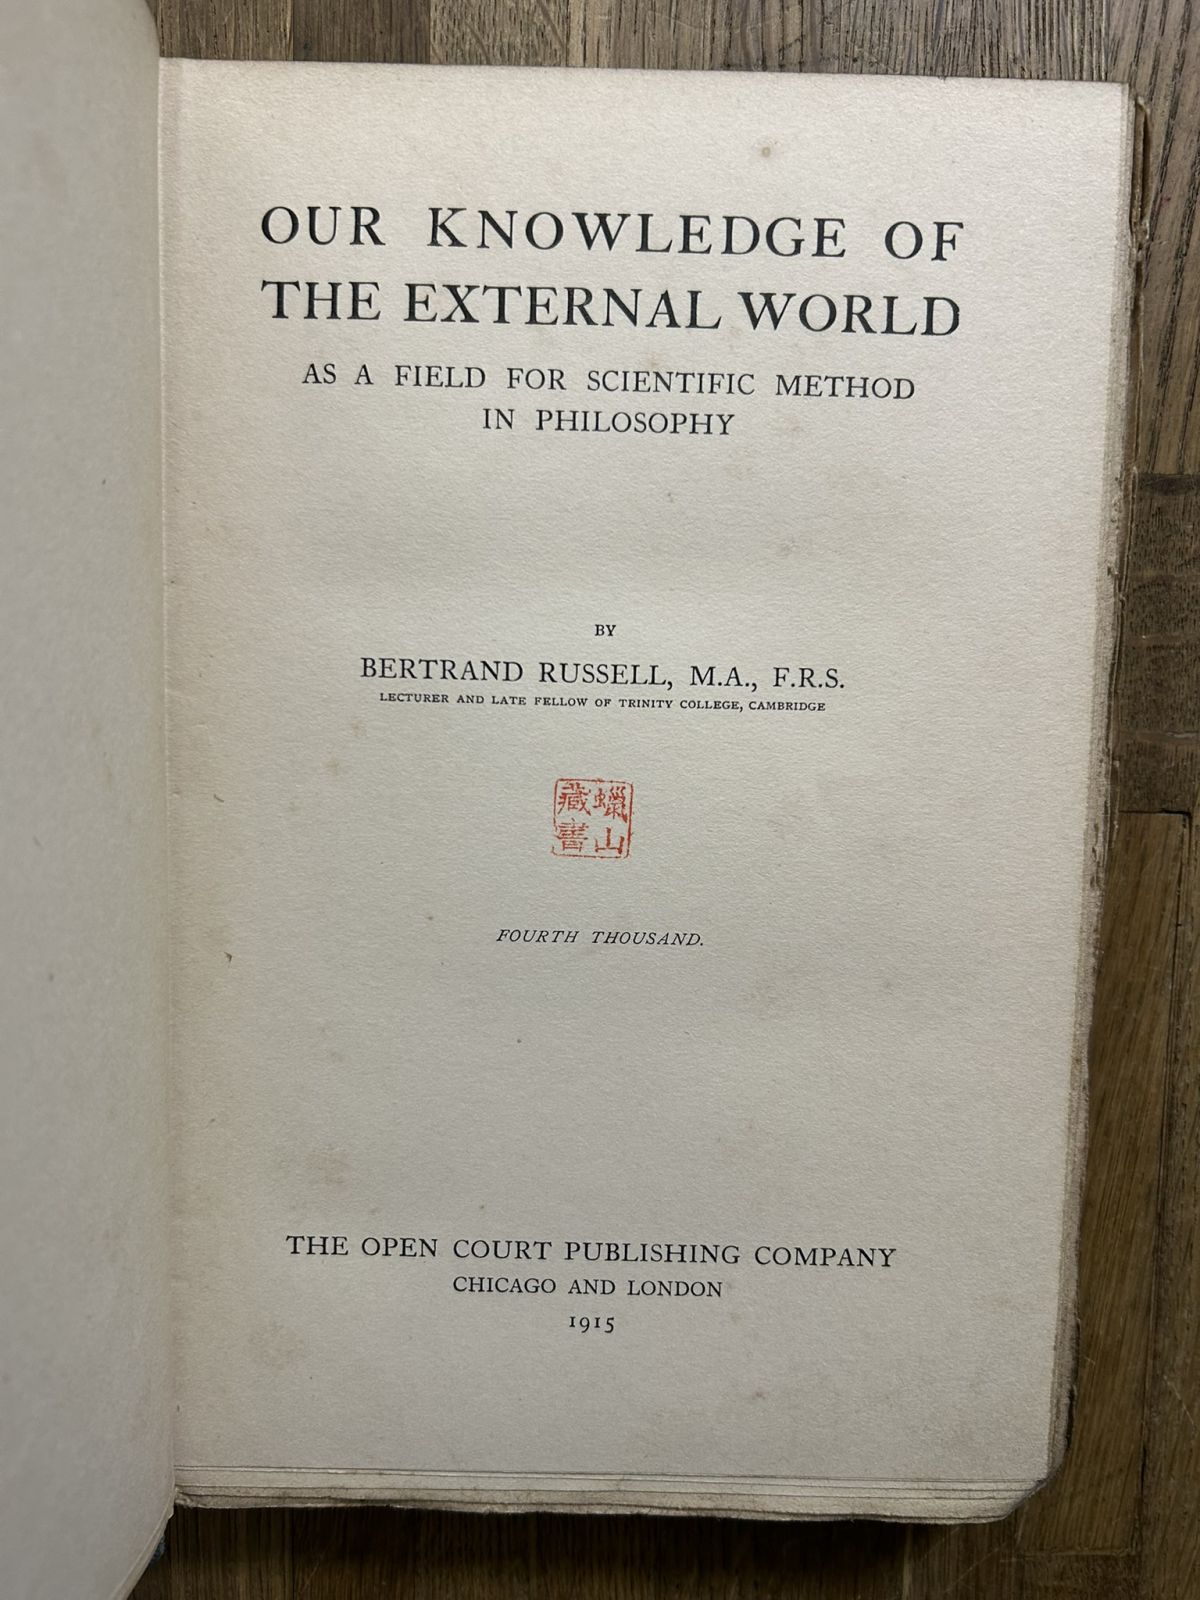 OUR KNOWLEDGE OF
THE EXTERNAL WORLD
AS A FIELD FOR SCIENTIFIC METHOD
IN PHILOSOPHY
BY
BERTRAND RUSSELL, M.A., F.R.S.
LECTURER AND LATE FELLOW OF TRINITY COLLEGE, CAMBRIDGE
蠟山
藏書
FOURTH THOUSAND.
THE OPEN COURT PUBLISHING COMPANY
CHICAGO AND LONDON
1915